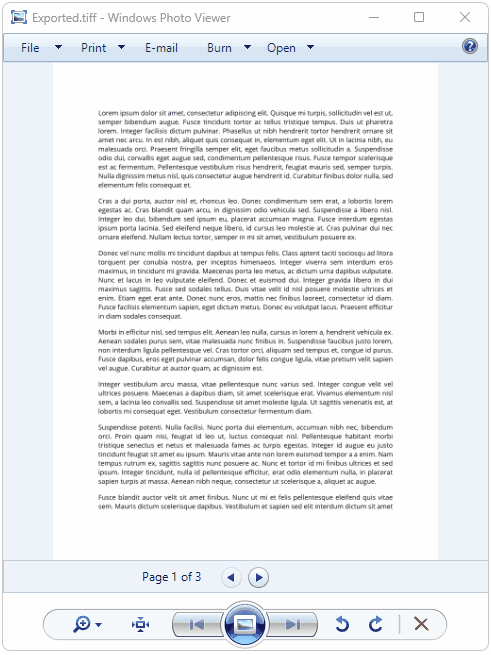 Exported.tiff - Windows Photo Viewer
File Print E-mail Burn Open
Lorem ipsum dolor sit amet, consectetur adipiscing elit. Quisque mi turpis, sollicitudin vel est ut,
semper bibendum augue. Fusce tincidunt tortor ac tellus tristique tempus. Duis ut pharetra
lorem. Integer facilisis dictum pulvinar. Phasellus ut nibh hendrerit tortor hendrerit ornare sit
amet nec arcu. In est nibh, aliquet quis consequat in, elementum eget elit. Ut in lacinia nibh, eu
malesuada orci. Praesent fringilla semper elit, eget faucibus metus sollicitudin a. Suspendisse
odio dui, convallis eget augue sed, condimentum pellentesque risus. Fusce tempor scelerisque
est ac fermentum. Pellentesque vestibulum risus hendrerit, feugiat mauris sed, semper turpis.
Nulla dignissim metus nisl, quis consectetur augue hendrerit id. Curabitur finibus dolor nulla, sed
elementum felis consequat et.
Cras a dui porta, auctor nisl et, rhoncus leo. Donec condimentum sem erat, a lobortis lorem
egestas ac. Cras blandit quam arcu, in dignissim odio vehicula sed. Suspendisse a libero nisl.
Integer leo dui, bibendum sed ipsum eu, placerat accumsan magna. Fusce interdum egestas
ipsum porta lacinia. Sed eleifend neque libero, id cursus leo molestie at. Cras pulvinar dui nec
ornare eleifend. Nullam lectus tortor, semper in mi sit amet, vestibulum posuere ex.
Donec vel nunc mollis mi tincidunt dapibus at tempus felis. Class aptent taciti sociosqu ad litora
torquent per conubia nostra, per inceptos himenaeos. Integer viverra sem interdum eros
maximus, in tincidunt mi gravida. Maecenas porta leo metus, ac dictum urna dapibus vulputate.
Nunc et lacus in leo vulputate eleifend. Donec et euismod dui. Integer gravida libero in dui
maximus sagittis. Fusce sed sodales tellus. Duis vitae velit id nisl posuere molestie ultrices et
enim. Etiam eget erat ante. Donec nunc eros, mattis nec finibus laoreet, consectetur id diam.
Fusce facilisis elementum sapien, eget dictum metus. Donec eu volutpat lacus. Praesent efficitur
in diam sodales consequat.
Morbi in efficitur nisl, sed tempus elit. Aenean leo nulla, cursus in lorem a, hendrerit vehicula ex.
Aenean sodales purus sem, vitae malesuada nunc finibus in. Suspendisse faucibus justo lorem,
non interdum ligula pellentesque vel. Cras tortor orci, aliquam sed tempus et, congue id purus.
Fusce dapibus, eros eget pulvinar accumsan, dolor felis congue ligula, vitae pretium velit sapien
vel augue. Curabitur at auctor quam, ac dignissim est.
Integer vestibulum arcu massa, vitae pellentesque nunc varius sed. Integer congue velit vel
ultrices posuere. Maecenas a dapibus diam, sit amet scelerisque erat. Vivamus elementum nisl
sem, a lacinia leo convallis sed. Suspendisse sit amet molestie ligula. Ut sagittis venenatis est, at
lobortis mi consequat eget. Vestibulum consectetur fermentum diam.
Suspendisse potenti. Nulla facilisi. Nunc porta dui elementum, accumsan nibh nec, bibendum
orci. Proin quam nisi, feugiat id leo ut, luctus consequat nisl. Pellentesque habitant morbi
tristique senectus et netus et malesuada fames ac turpis egestas. Integer id augue eu justo
tincidunt feugiat sit amet eu ipsum. Mauris vitae ante non lorem euismod tempor a a enim. Nam
tempus rutrum ex, sagittis sagittis nunc posuere ac. Nunc et tortor id mi finibus ultrices et sed
ipsum. Integer tincidunt, nulla id pellentesque efficitur, erat odio elementum nulla, in placerat
sapien turpis at massa. Aenean nibh neque, consectetur ut scelerisque a, aliquet ac augue.
Fusce blandit auctor velit sit amet finibus. Nunc ut mi et felis pellentesque eleifend quis vitae
sem. Mauris dictum scelerisque dapibus. Vestibulum et sapien sed elit interdum dictum sit amet
Page 1 of 3